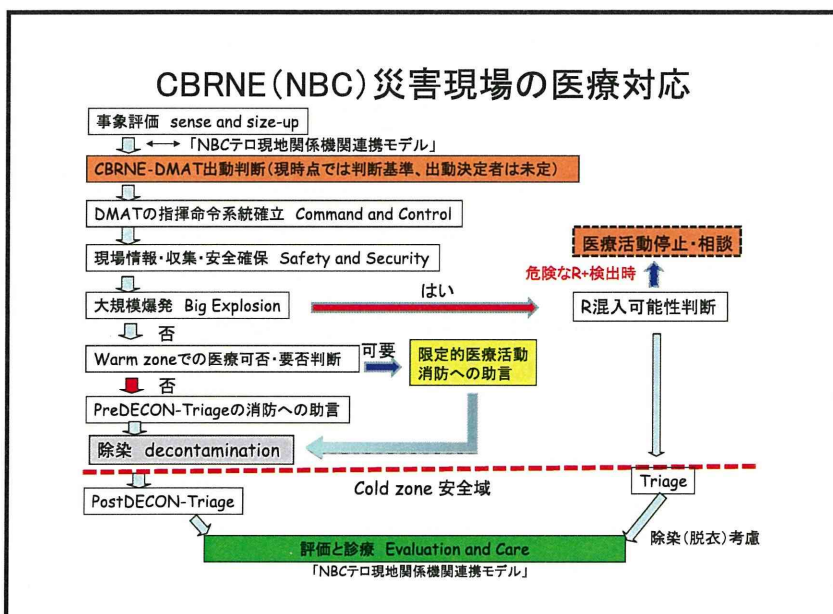 CBRNE(NBC)災害現場の医療対応
事象評価 sense and size-up
「NBCテロ現地関係機関連携モデル」
CBRNE-DMAT出動判断(現時点では判断基準、出動決定者は未定)
DMATの指揮命令系統確立 Command and Control
現場情報・収集・安全確保 Safety and Security
大規模爆発 Big Explosion
はい
医療活動停止・相談
危険なR+検出時
R混入可能性判断
否
Warm zoneでの医療可否・要否判断
可要
限定的医療活動
消防への助言
否
PreDECON-Triageの消防への助言
除染 decontamination
Cold zone 安全域
PostDECON-Triage
Triage
除染(脱衣)考慮
評価と診療 Evaluation and Care
「NBCテロ現地関係機関連携モデル」